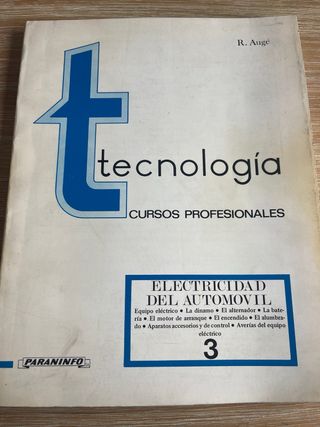 R. Augé
t
tecnología
CURSOS PROFESIONALES
ELECTRICIDAD
DEL AUTOMOVIL
Equipo eléctrico • La dinamo • El alternador • La bate-
ría • El motor de arranque • El encendido • El alumbra-
do • Aparatos accesorios y de control • Averías del equipo
eléctrico
3
PARANINFO